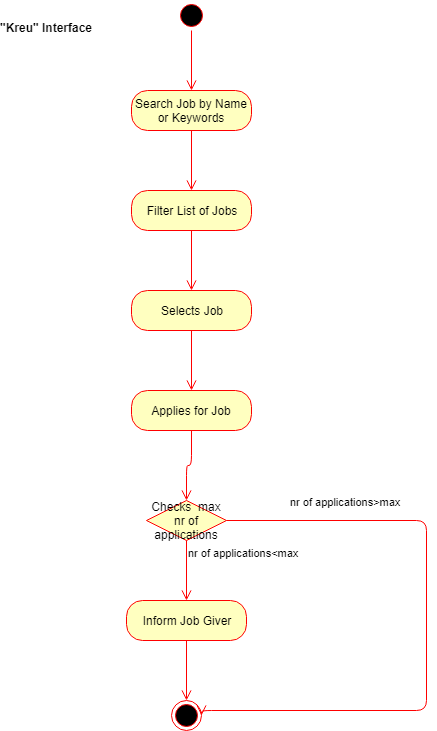 "Kreu" Interface
Search Job by Name
or Keywords
Filter List of Jobs
Selects Job
Applies for Job
Checks max
nr of
applications
nr of applications>max
nr of applications<max
Inform Job Giver